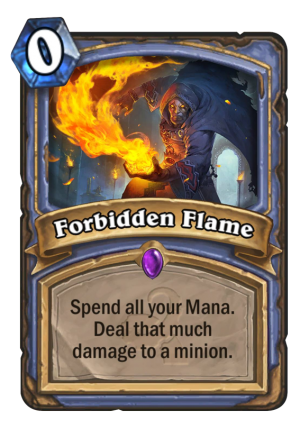 0
Forbidden Flame
Spend all your Mana.
Deal that much
damage to a minion.